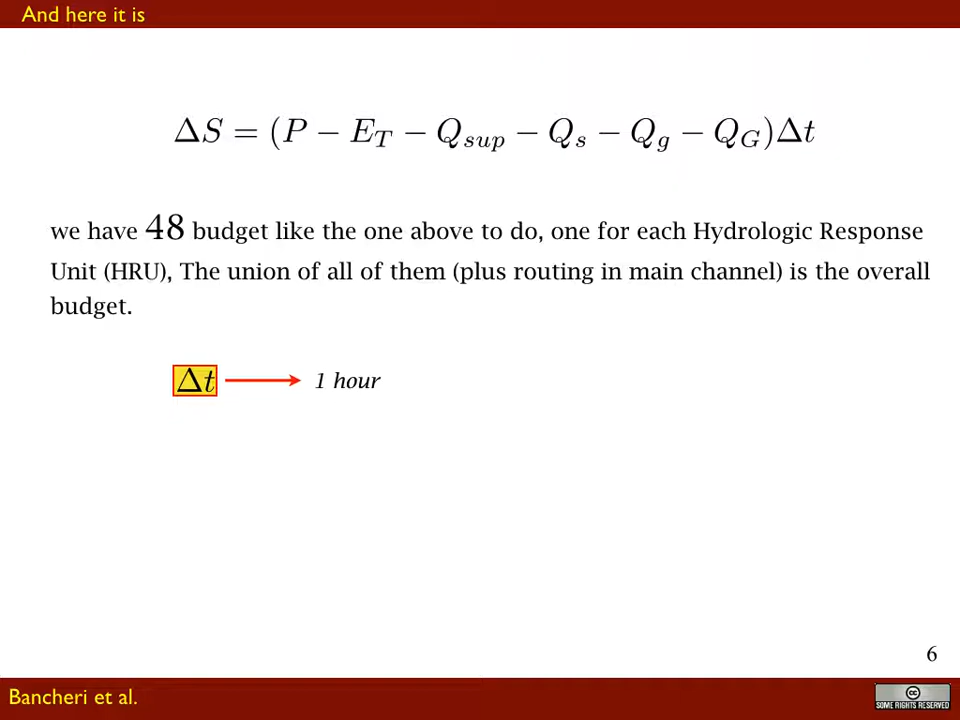 And here it is
ΔS = (P − E_T − Q_sup − Q_s − Q_g − Q_G)Δt
we have 48 budget like the one above to do, one for each Hydrologic Response
Unit (HRU), The union of all of them (plus routing in main channel) is the overall
budget.
Δt 1 hour
6
Bancheri et al.
cc
SOME RIGHTS RESERVED